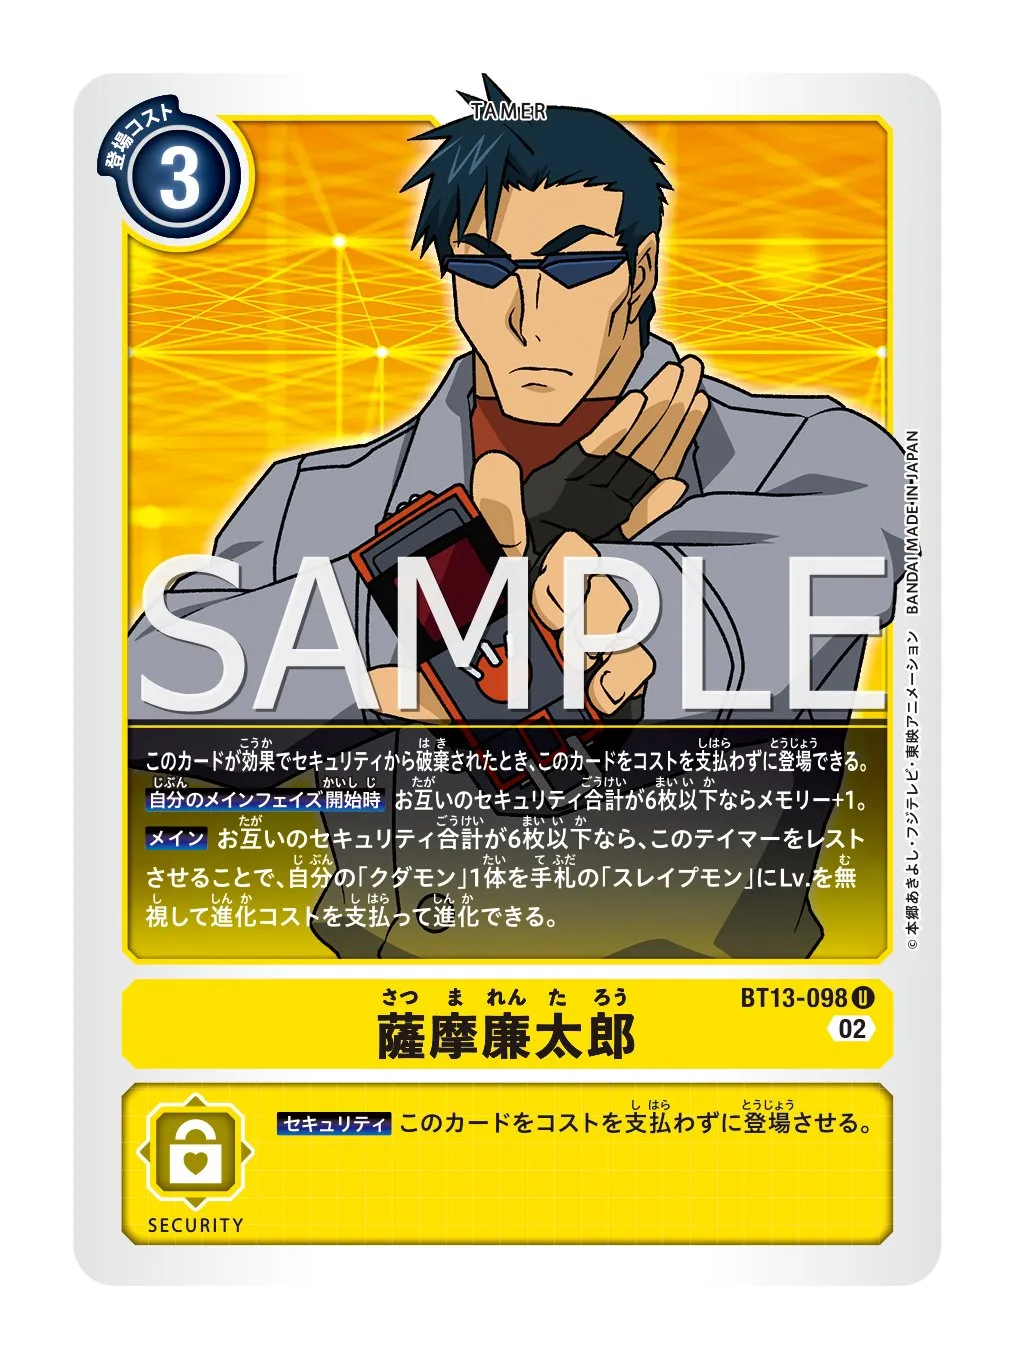 TAMER
登場コスト
3
SAMPLE
このカードが効果でセキュリティから破棄されたとき、このカードをコストを支払わずに登場できる。
自分のメインフェイズ開始時 お互いのセキュリティ合計が6枚以下ならメモリー+1。
メイン お互いのセキュリティ合計が6枚以下なら、このテイマーをレスト
させることで、自分の「クダモン」1体を手札の「スレイプモン」にLv.を無
視して進化コストを支払って進化できる。
©本郷あきよし・フジテレビ・東映アニメーション BANDAI MADE IN JAPAN
さつ ま れん た ろう
薩摩廉太郎
BT13-098 U
02
セキュリティ このカードをコストを支払わずに登場させる。
SECURITY